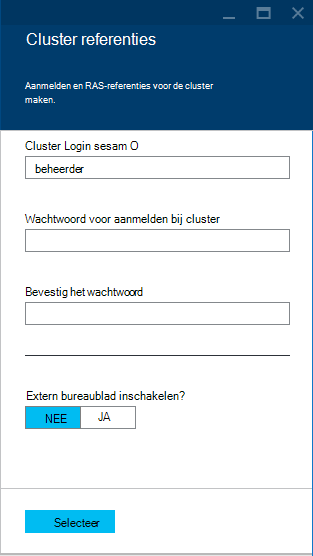 Cluster referenties
Aanmelden en RAS-referenties voor de cluster
maken.
Cluster Login sesam O
beheerder
Wachtwoord voor aanmelden bij cluster
Bevestig het wachtwoord
Extern bureaublad inschakelen?
NEE JA
Selecteer